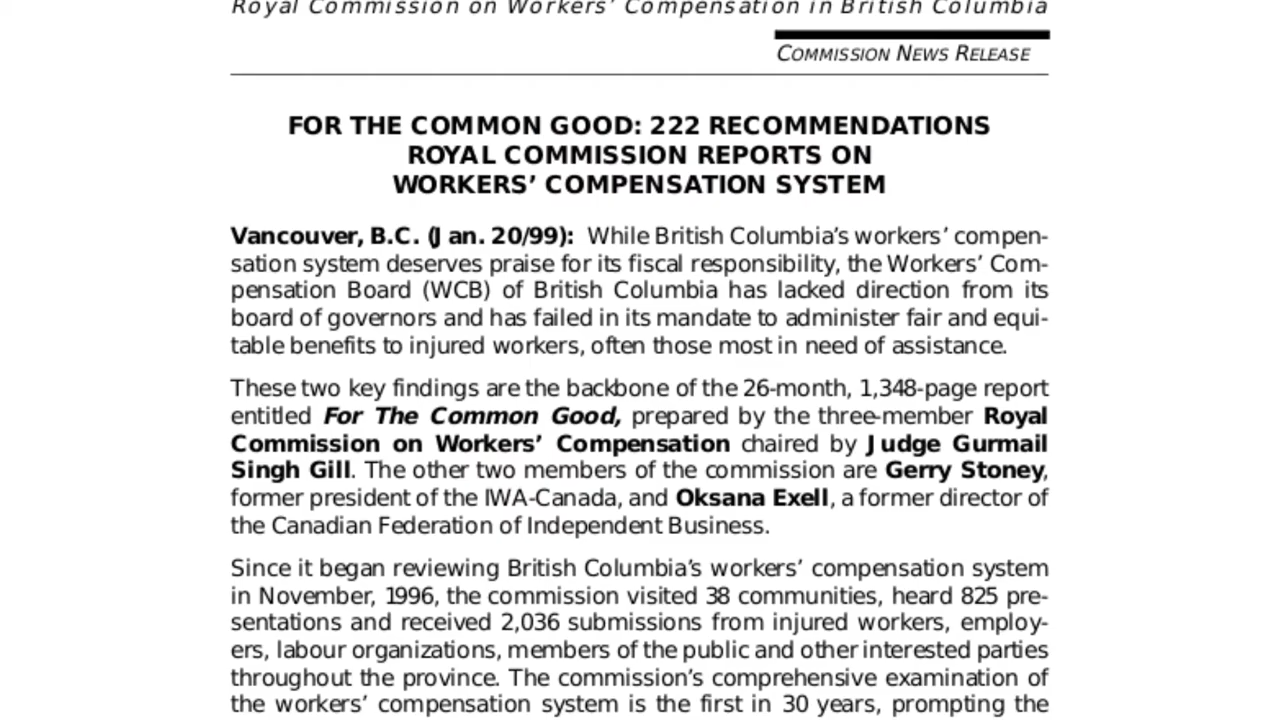 Royal Commission on Workers' Compensation in British Columbia
COMMISSION NEWS RELEASE
FOR THE COMMON GOOD: 222 RECOMMENDATIONS
ROYAL COMMISSION REPORTS ON
WORKERS' COMPENSATION SYSTEM
Vancouver, B.C. (Jan. 20/99): While British Columbia's workers' compen-
sation system deserves praise for its fiscal responsibility, the Workers' Com-
pensation Board (WCB) of British Columbia has lacked direction from its
board of governors and has failed in its mandate to administer fair and equi-
table benefits to injured workers, often those most in need of assistance.
These two key findings are the backbone of the 26-month, 1,348-page report
entitled For The Common Good, prepared by the three-member Royal
Commission on Workers' Compensation chaired by Judge Gurmail
Singh Gill. The other two members of the commission are Gerry Stoney,
former president of the IWA-Canada, and Oksana Exell, a former director of
the Canadian Federation of Independent Business.
Since it began reviewing British Columbia's workers' compensation system
in November, 1996, the commission visited 38 communities, heard 825 pre-
sentations and received 2,036 submissions from injured workers, employ-
ers, labour organizations, members of the public and other interested parties
throughout the province. The commission's comprehensive examination of
the workers' compensation system is the first in 30 years, prompting the